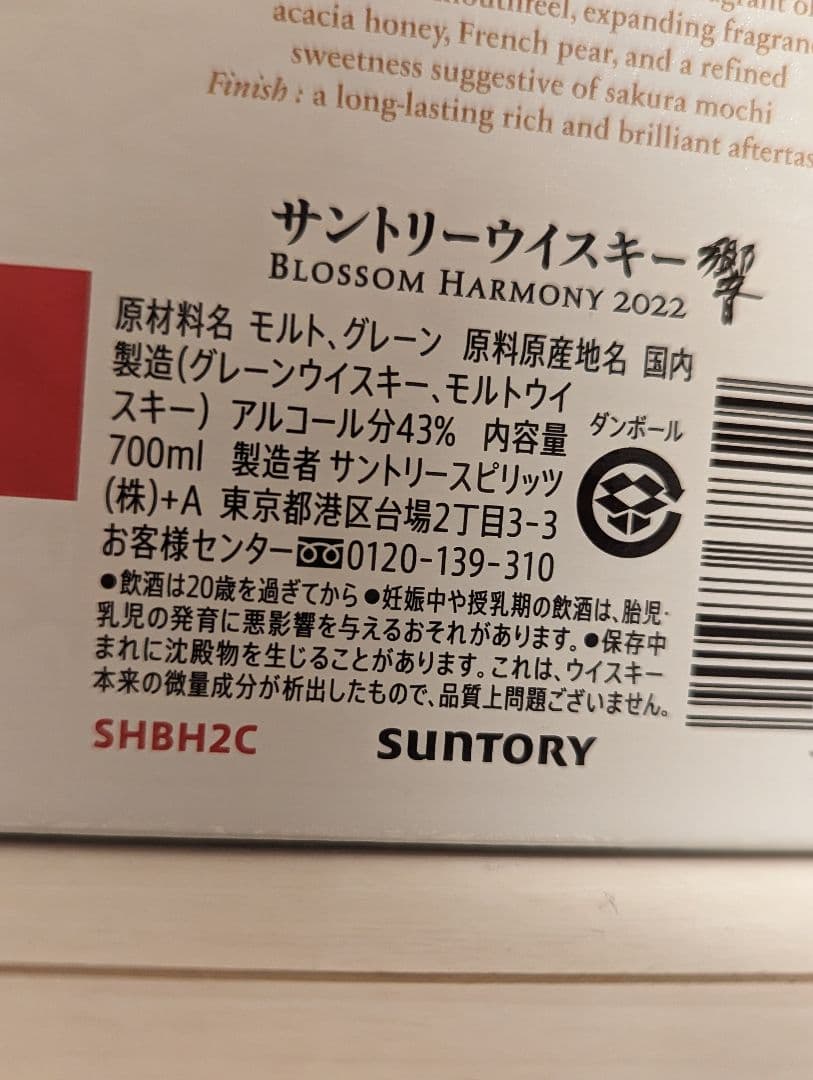 mouthfeel, expanding
acacia honey, French pear, and a refined
sweetness suggestive of sakura mochi
Finish : a long-lasting rich and brilliant
サントリーウイスキー響
BLOSSOM HARMONY 2022
原材料名 モルト、グレーン 原料原産地名 国内
製造(グレーンウイスキー、モルトウイ
スキー) アルコール分43% 内容量
ダンボール
700ml 製造者 サントリースピリッツ
(株)+A 東京都港区台場2丁目3-3
お客様センター0120-139-310
●飲酒は20歳を過ぎてから●妊娠中や授乳期の飲酒は、胎児・
乳児の発育に悪影響を与えるおそれがあります。●保存中
まれに沈殿物を生じることがあります。これは、ウイスキー
本来の微量成分が析出したもので、品質上問題ございません。
SHBH2C
SUNTORY